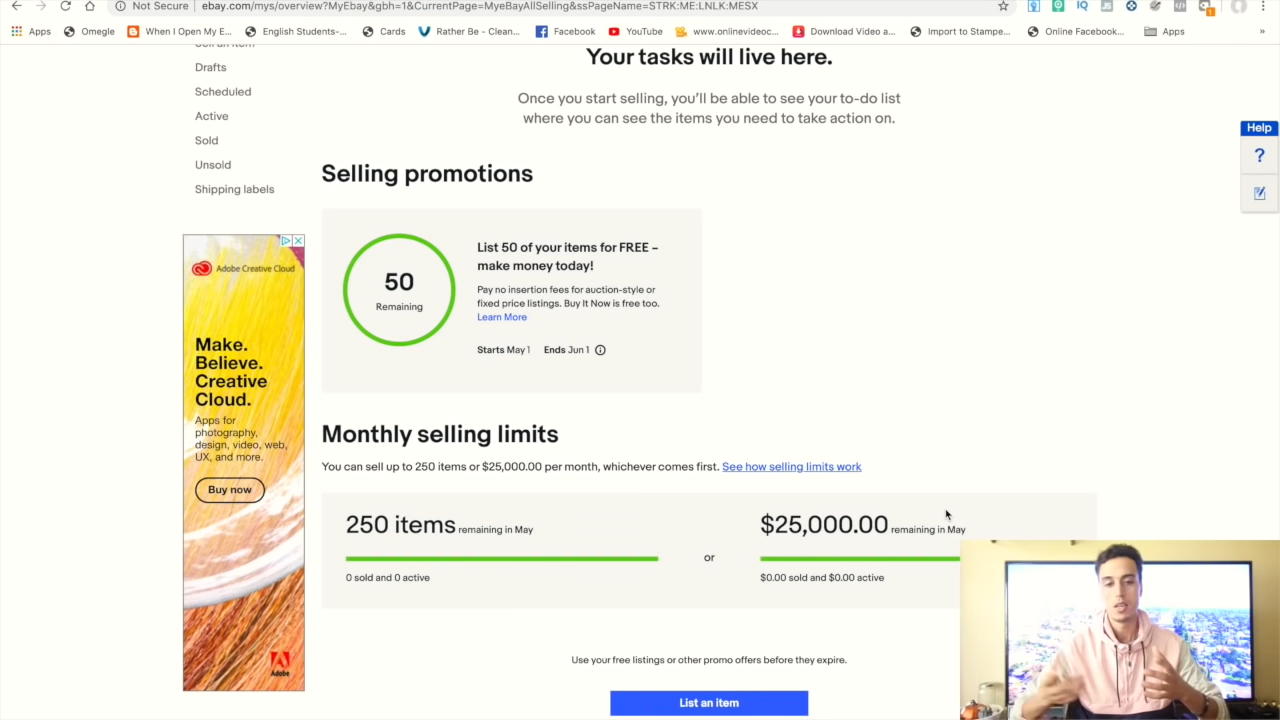 Not Secure
ebay.com/mys/overview?MyEbay&gbh=1&CurrentPage=MyeBayAllSelling&ssPageName=STRK:ME:LNLK:MESX
Apps
Omegle
When I Open My E...
English Students-...
Cards
Rather Be - Clean...
Facebook
YouTube
www.onlinevideoc...
Download Video a...
Import to Stampe...
Online Facebook...
Apps
»
Sell an item
Drafts
Scheduled
Active
Sold
Unsold
Shipping labels
Your tasks will live here.
Once you start selling, you'll be able to see your to-do list
where you can see the items you need to take action on.
Help
?
Selling promotions
50
Remaining
List 50 of your items for FREE –
make money today!
Pay no insertion fees for auction-style or
fixed price listings. Buy It Now is free too.
Learn More
Starts May 1 Ends Jun 1
Adobe Creative Cloud
Make.
Believe.
Creative
Cloud.
Apps for
photography,
design, video, web,
UX, and more.
Buy now
Adobe
Monthly selling limits
You can sell up to 250 items or $25,000.00 per month, whichever comes first. See how selling limits work
250 items remaining in May
0 sold and 0 active
or
$25,000.00 remaining in May
$0.00 sold and $0.00 active
Use your free listings or other promo offers before they expire.
List an item